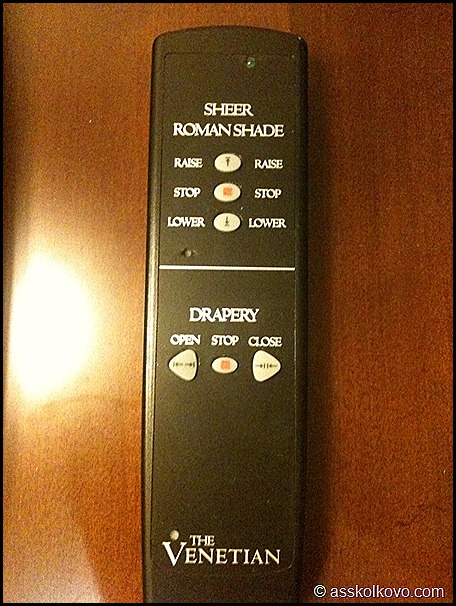 SHEER
ROMAN SHADE
RAISE RAISE
STOP STOP
LOWER LOWER
DRAPERY
OPEN STOP CLOSE
THE
VENETIAN
© asskolkovo.com